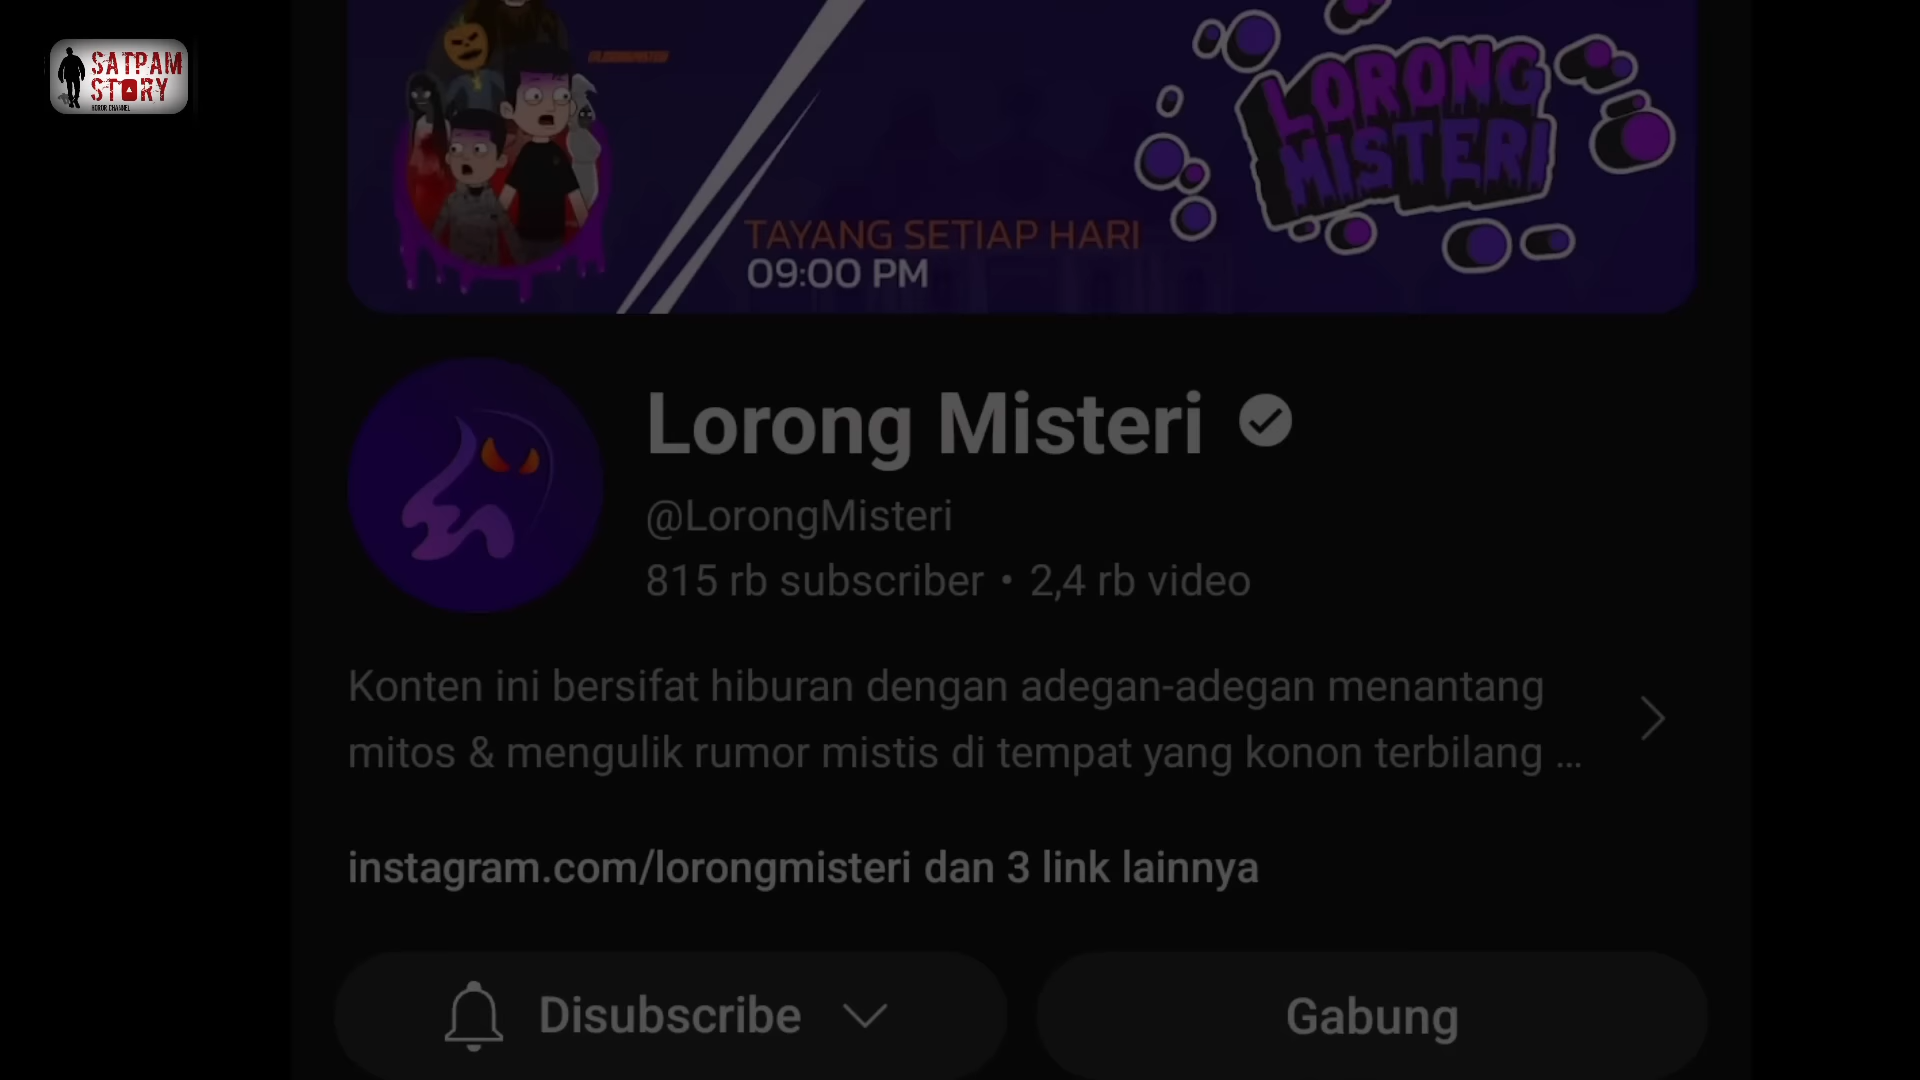 SATPAM
STORY
HOROR CHANNEL
LORONG
MISTERI
TAYANG SETIAP HARI
09:00 PM
Lorong Misteri
@LorongMisteri
815 rb subscriber • 2,4 rb video
Konten ini bersifat hiburan dengan adegan-adegan menantang
mitos & mengulik rumor mistis di tempat yang konon terbilang ...
instagram.com/lorongmisteri dan 3 link lainnya
Disubscribe
Gabung